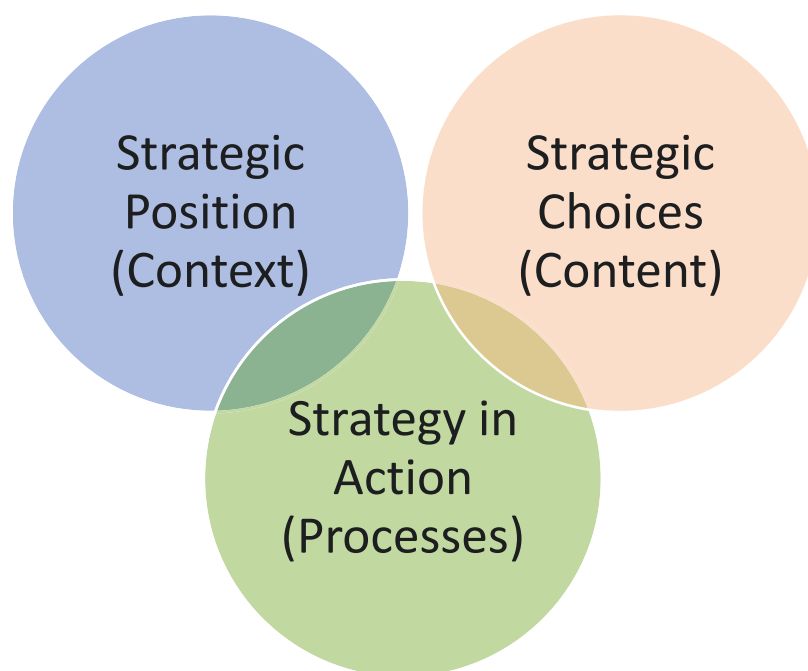 Strategic
Position
(Context)
Strategic
Choices
(Content)
Strategy in
Action
(Processes)